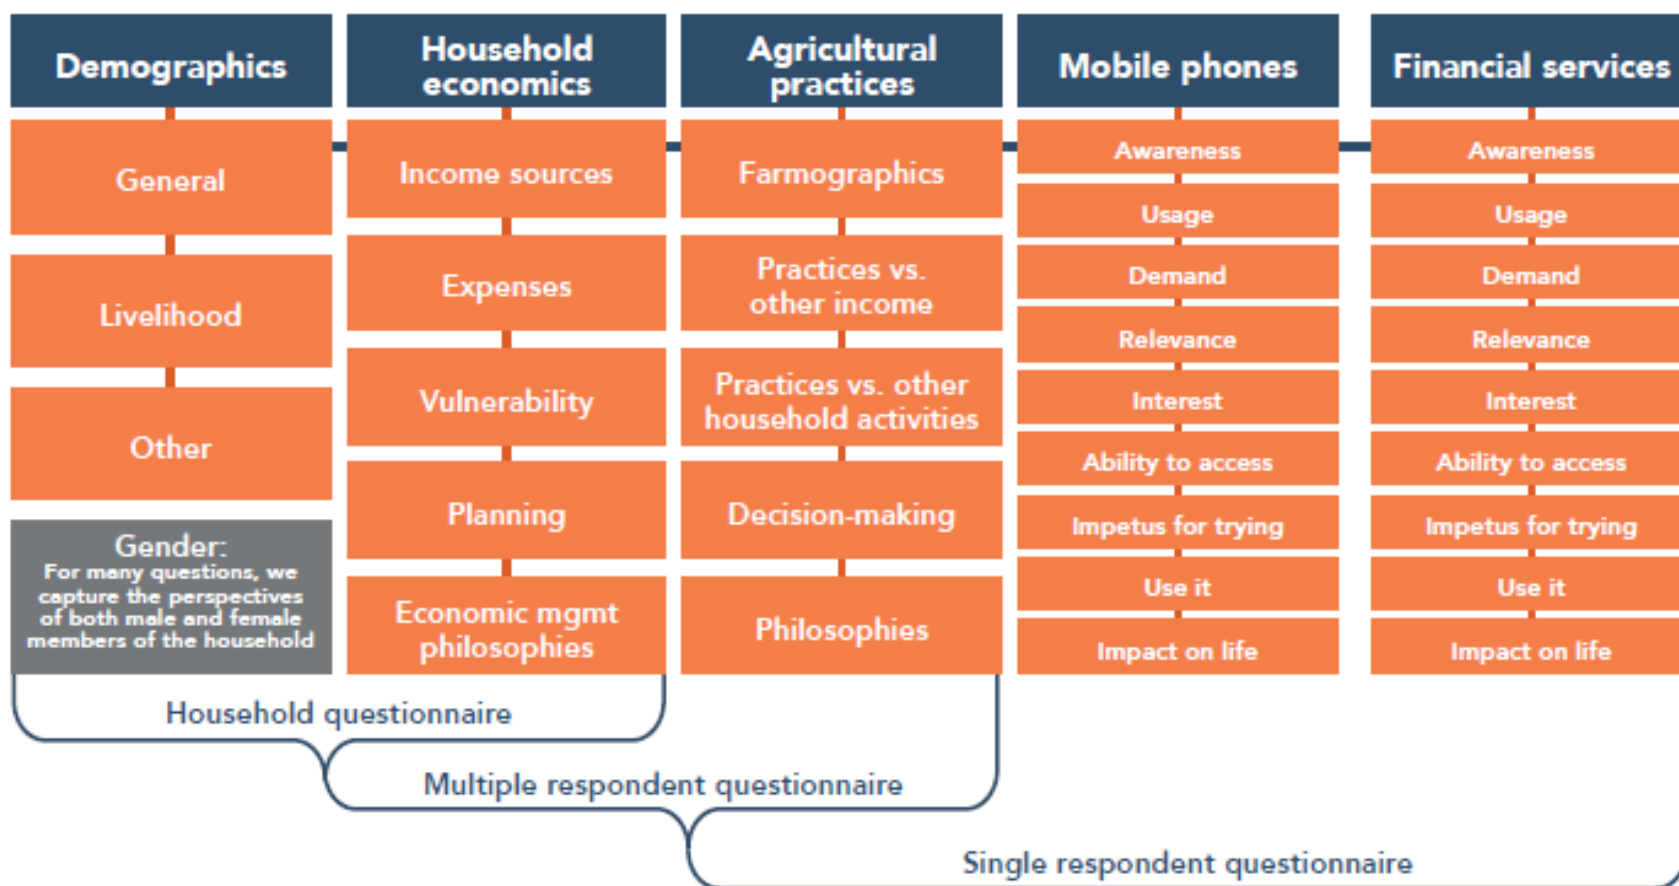 Demographics
General
Livelihood
Other
Gender:
For many questions, we
capture the perspectives
of both male and female
members of the household
Household
economics
Income sources
Expenses
Vulnerability
Planning
Economic mgmt
philosophies
Agricultural
practices
Farmographics
Practices vs.
other income
Practices vs. other
household activities
Decision-making
Philosophies
Mobile phones
Awareness
Usage
Demand
Relevance
Interest
Ability to access
Impetus for trying
Use it
Impact on life
Financial services
Awareness
Usage
Demand
Relevance
Interest
Ability to access
Impetus for trying
Use it
Impact on life
Household questionnaire
Multiple respondent questionnaire
Single respondent questionnaire